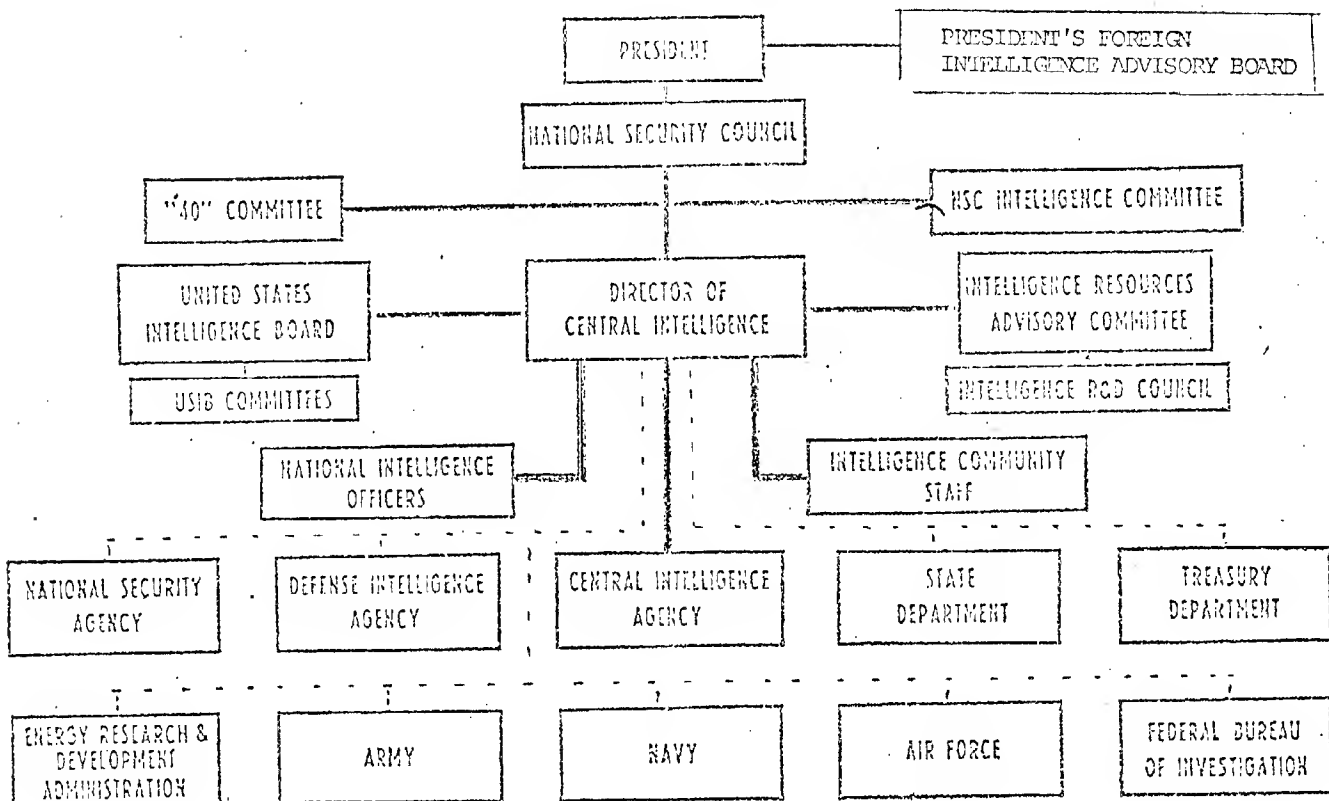 PRESIDENT
PRESIDENT'S FOREIGN
INTELLIGENCE ADVISORY BOARD
NATIONAL SECURITY COUNCIL
"40" COMMITTEE
NSC INTELLIGENCE COMMITTEE
UNITED STATES
INTELLIGENCE BOARD
DIRECTOR OF
CENTRAL INTELLIGENCE
INTELLIGENCE RESOURCES
ADVISORY COMMITTEE
USIB COMMITTEES
INTELLIGENCE R&D COUNCIL
NATIONAL INTELLIGENCE
OFFICERS
INTELLIGENCE COMMUNITY
STAFF
NATIONAL SECURITY
AGENCY
DEFENSE INTELLIGENCE
AGENCY
CENTRAL INTELLIGENCE
AGENCY
STATE
DEPARTMENT
TREASURY
DEPARTMENT
ENERGY RESEARCH &
DEVELOPMENT
ADMINISTRATION
ARMY
NAVY
AIR FORCE
FEDERAL BUREAU
OF INVESTIGATION